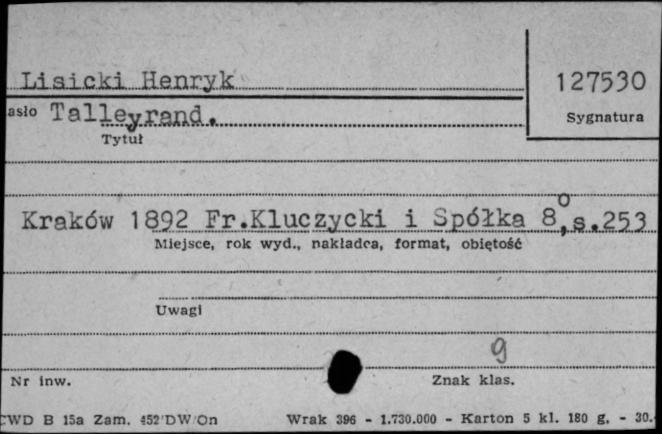 Lisicki Henryk
127530
Sygnatura
asło Talleyrand.
Tytuł
Kraków 1892 Fr.Kluczycki i Spółka 8°, s.253
Miejsce, rok wyd., nakładca, format, objętość
Uwagi
9
Nr inw.
Znak klas.
CWD B 15a Zam. 452 DW/On Wrak 396 - 1.730.000 - Karton 5 kl. 180 g. - 30.